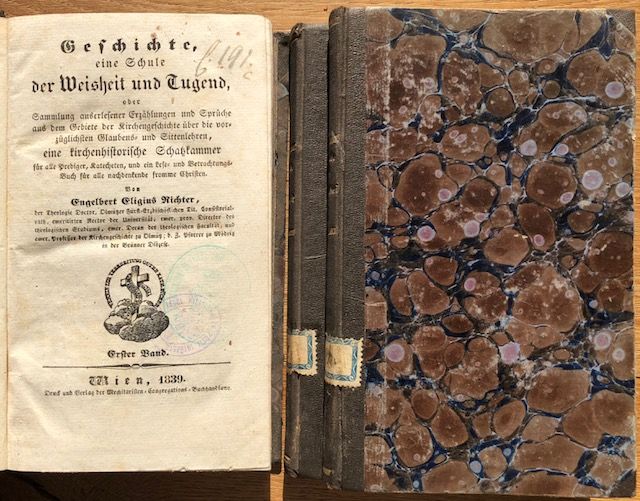 Geschichte,
eine Schule
der Weisheit und Tugend,
oder
Sammlung auserlesener Erzählungen und Sprüche
aus dem Gebiete der Kirchengeschichte über die vor-
züglichsten Glaubens- und Sittenlehren,
eine kirchenhistorische Schatzkammer
für alle Prediger, Katecheten, und ein Lese- und Betrachtungs-
Buch für alle nachdenkende fromme Christen.
Von
Engelbert Eligius Richter,
der Theologie Doctor, Olmützer Fürst-Erzbischöflichen Tit. Consistorial-
rath, emeritirten Rector der Universität, emer. prov. Director des
theologischen Studiums, emer. Decan der theologischen Facultät, und
emer. Professor der Kirchengeschichte zu Olmütz; d. Z. Pfarrer zu Mödritz
in der Brünner Diözese.
Erster Band.
Wien, 1839.
Druck und Verlag der Mechitaristen-Congregations-Buchhandlung.